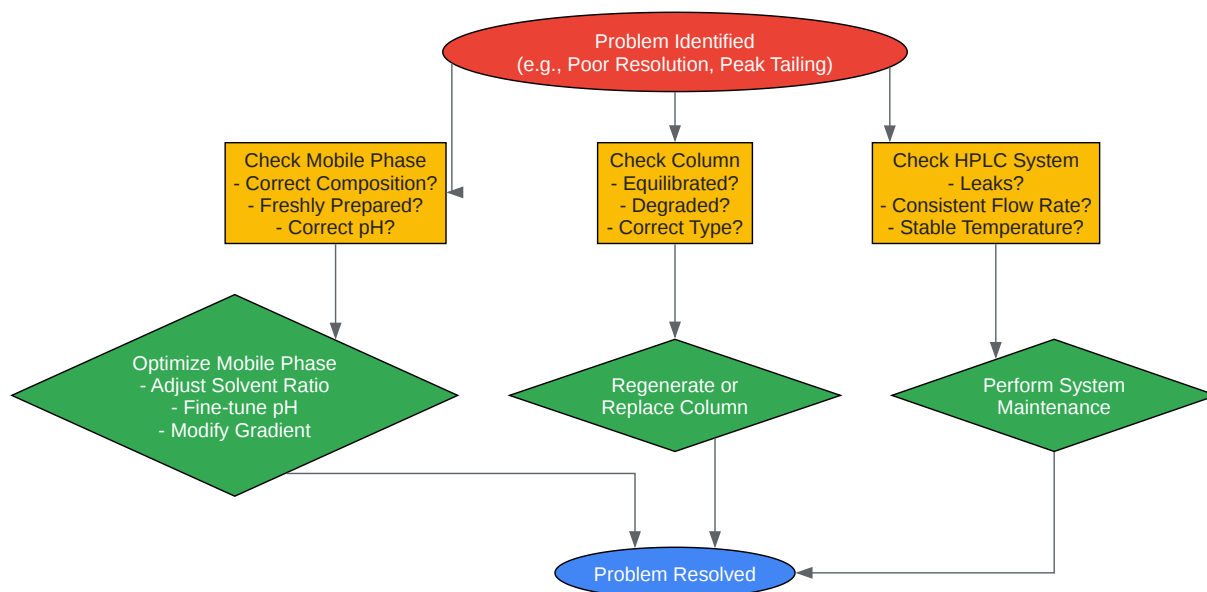 Problem Identified
(e.g., Poor Resolution, Peak Tailing)
Check Mobile Phase
- Correct Composition?
- Freshly Prepared?
- Correct pH?
Check Column
- Equilibrated?
- Degraded?
- Correct Type?
Check HPLC System
- Leaks?
- Consistent Flow Rate?
- Stable Temperature?
Optimize Mobile Phase
- Adjust Solvent Ratio
- Fine-tune pH
- Modify Gradient
Regenerate or
Replace Column
Perform System
Maintenance
Problem Resolved